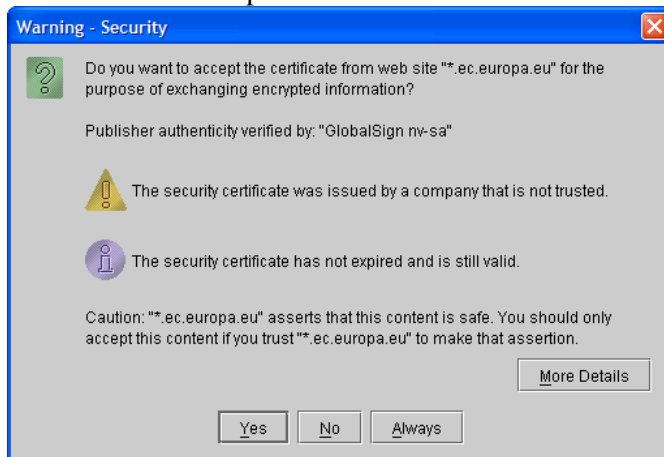 Warning - Security
Do you want to accept the certificate from web site "*.ec.europa.eu" for the
purpose of exchanging encrypted information?
Publisher authenticity verified by: "GlobalSign nv-sa"
The security certificate was issued by a company that is not trusted.
The security certificate has not expired and is still valid.
Caution: "*.ec.europa.eu" asserts that this content is safe. You should only
accept this content if you trust "*.ec.europa.eu" to make that assertion.
More Details
Yes No Always